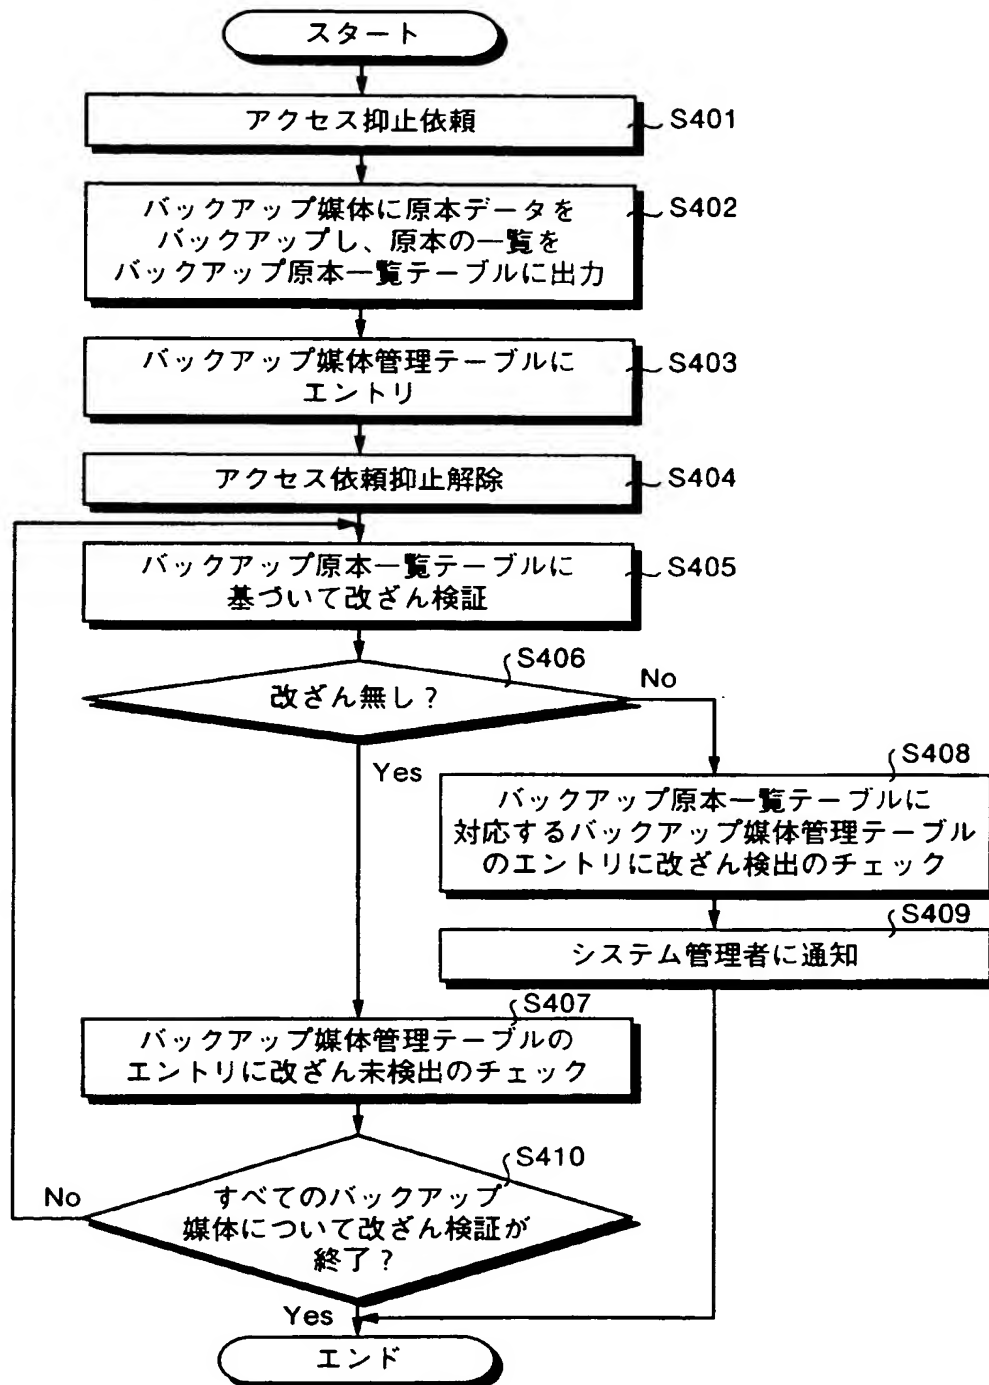 スタート
アクセス抑止依頼
S401
バックアップ媒体に原本データを
バックアップし、原本の一覧を
バックアップ原本一覧テーブルに出力
S402
バックアップ媒体管理テーブルに
エントリ
S403
アクセス依頼抑止解除
S404
バックアップ原本一覧テーブルに
基づいて改ざん検証
S405
S406
改ざん無し?
No
Yes
S408
バックアップ原本一覧テーブルに
対応するバックアップ媒体管理テーブル
のエントリに改ざん検出のチェック
S409
システム管理者に通知
S407
バックアップ媒体管理テーブルの
エントリに改ざん未検出のチェック
S410
すべてのバックアップ
媒体について改ざん検証が
終了?
No
Yes
エンド